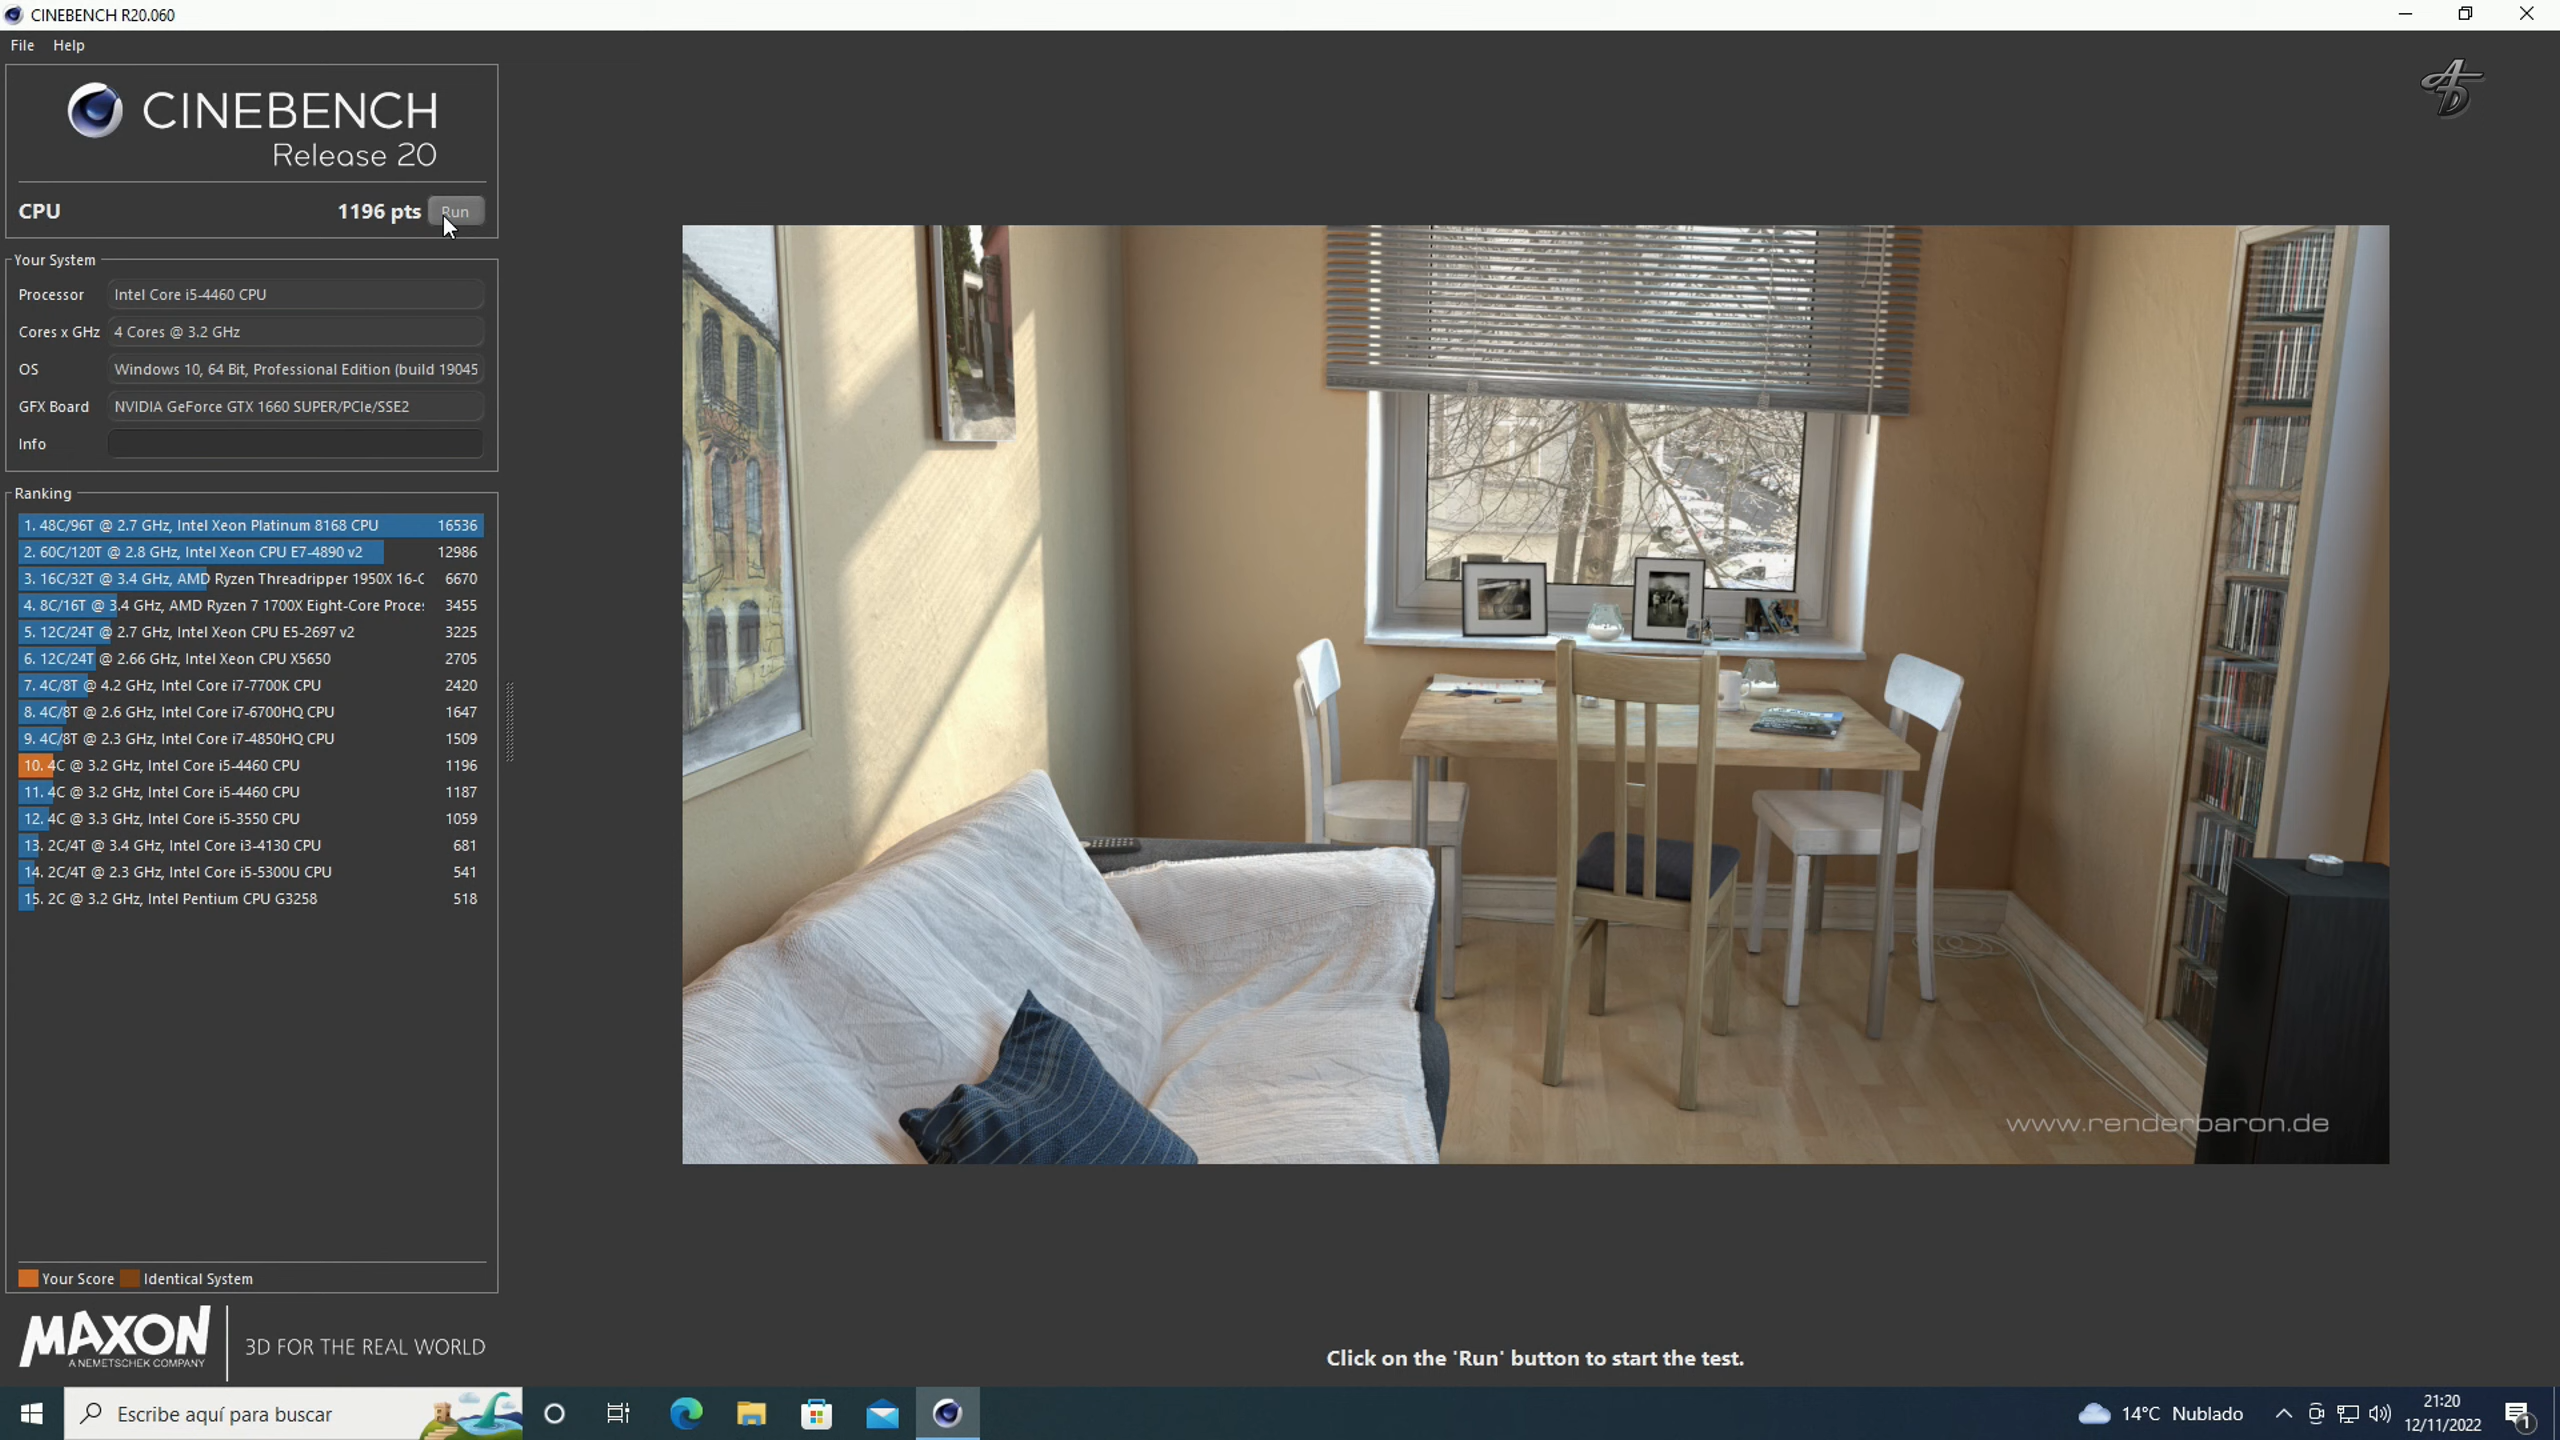 CINEBENCH R20.060
File Help
CINEBENCH
Release 20
CPU 1196 pts Run
Your System
Processor Intel Core i5-4460 CPU
Cores x GHz 4 Cores @ 3.2 GHz
OS Windows 10, 64 Bit, Professional Edition (build 19045
GFX Board NVIDIA GeForce GTX 1660 SUPER/PCIe/SSE2
Info
Ranking
1. 48C/96T @ 2.7 GHz, Intel Xeon Platinum 8168 CPU 16536
2. 60C/120T @ 2.8 GHz, Intel Xeon CPU E7-4890 v2 12986
3. 16C/32T @ 3.4 GHz, AMD Ryzen Threadripper 1950X 16-C 6670
4. 8C/16T @ 3.4 GHz, AMD Ryzen 7 1700X Eight-Core Proce: 3455
5. 12C/24T @ 2.7 GHz, Intel Xeon CPU E5-2697 v2 3225
6. 12C/24T @ 2.66 GHz, Intel Xeon CPU X5650 2705
7. 4C/8T @ 4.2 GHz, Intel Core i7-7700K CPU 2420
8. 4C/8T @ 2.6 GHz, Intel Core i7-6700HQ CPU 1647
9. 4C/8T @ 2.3 GHz, Intel Core i7-4850HQ CPU 1509
10. 4C @ 3.2 GHz, Intel Core i5-4460 CPU 1196
11. 4C @ 3.2 GHz, Intel Core i5-4460 CPU 1187
12. 4C @ 3.3 GHz, Intel Core i5-3550 CPU 1059
13. 2C/4T @ 3.4 GHz, Intel Core i3-4130 CPU 681
14. 2C/4T @ 2.3 GHz, Intel Core i5-5300U CPU 541
15. 2C @ 3.2 GHz, Intel Pentium CPU G3258 518
Your Score Identical System
MAXON
A NEMETSCHEK COMPANY
3D FOR THE REAL WORLD
www.renderbaron.de
Click on the 'Run' button to start the test.
Escribe aquí para buscar
14°C Nublado
21:20
12/11/2022
1